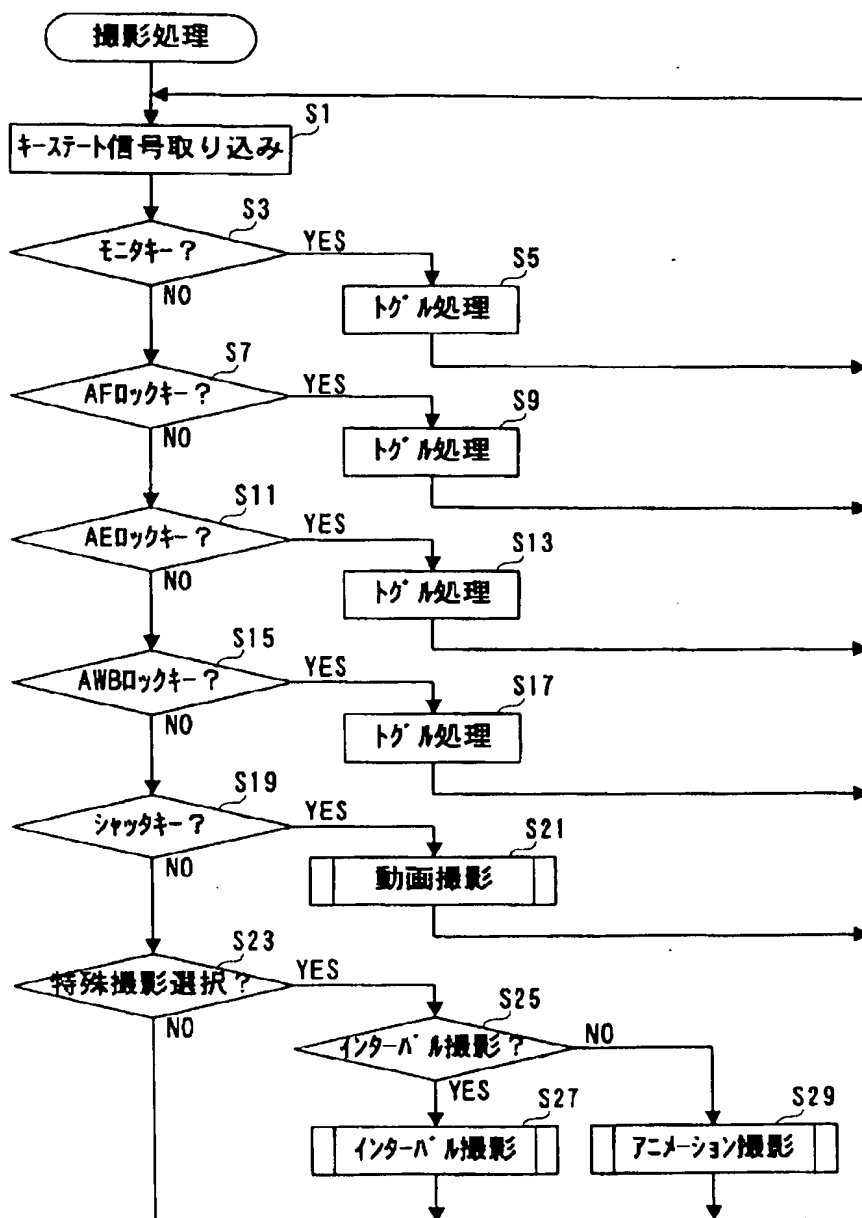 撮影処理
S1
キーステート信号取り込み
S3
モニタキー?
YES
NO
S5
トグル処理
S7
AFロックキー?
YES
NO
S9
トグル処理
S11
AEロックキー?
YES
NO
S13
トグル処理
S15
AWBロックキー?
YES
NO
S17
トグル処理
S19
シャッタキー?
YES
NO
S21
動画撮影
S23
特殊撮影選択?
YES
NO
S25
インターバル撮影?
NO
YES
S27
インターバル撮影
S29
アニメーション撮影